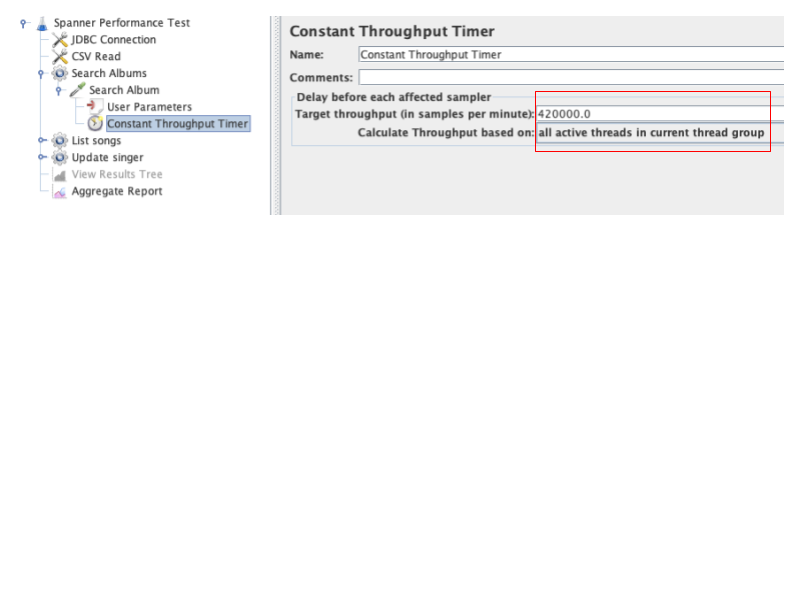 Spanner Performance Test
JDBC Connection
CSV Read
Search Albums
Search Album
User Parameters
Constant Throughput Timer
List songs
Update singer
View Results Tree
Aggregate Report
Constant Throughput Timer
Name: Constant Throughput Timer
Comments:
Delay before each affected sampler
Target throughput (in samples per minute): 420000.0
Calculate Throughput based on: all active threads in current thread group